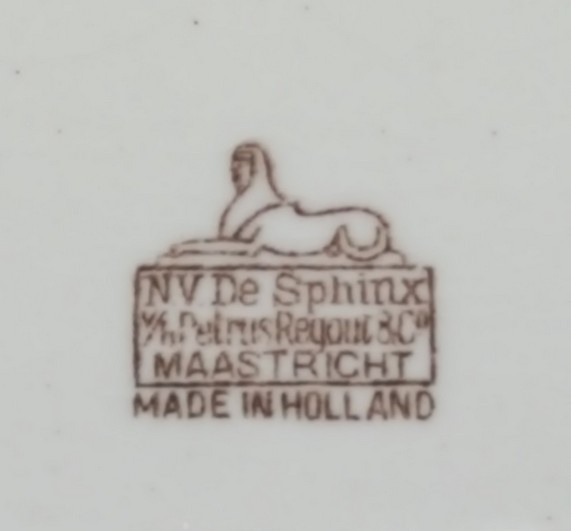 NV De Sphinx
V/h Petrus Regout & Co
MAASTRICHT
MADE IN HOLLAND